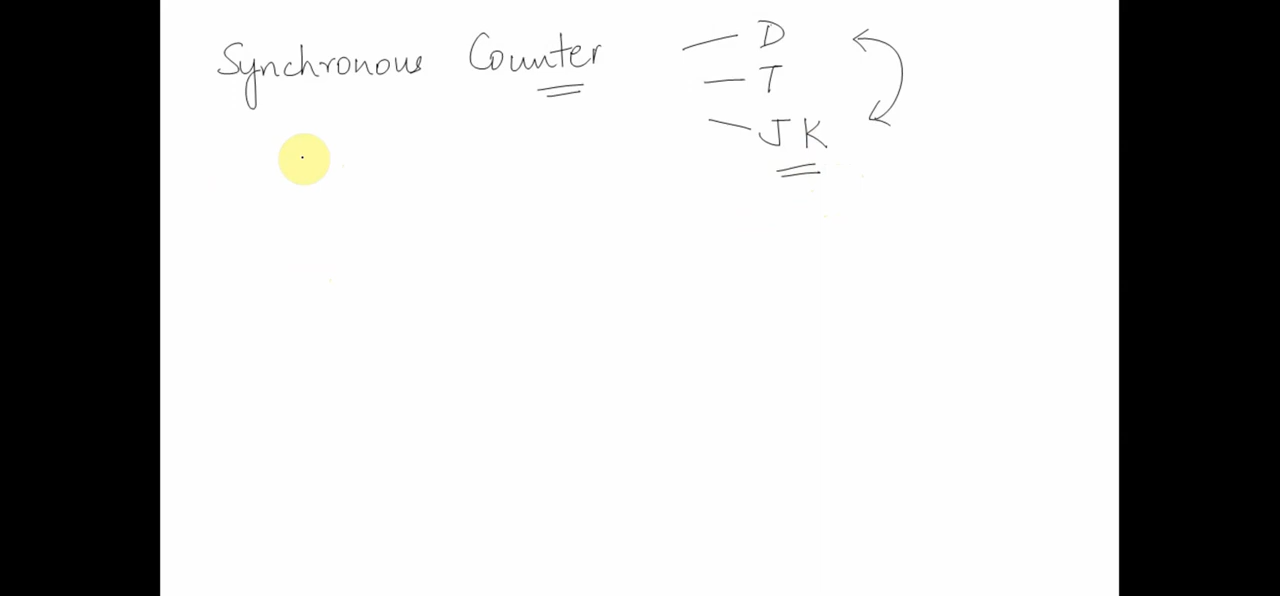 Synchronous Counter — D
— T
— JK